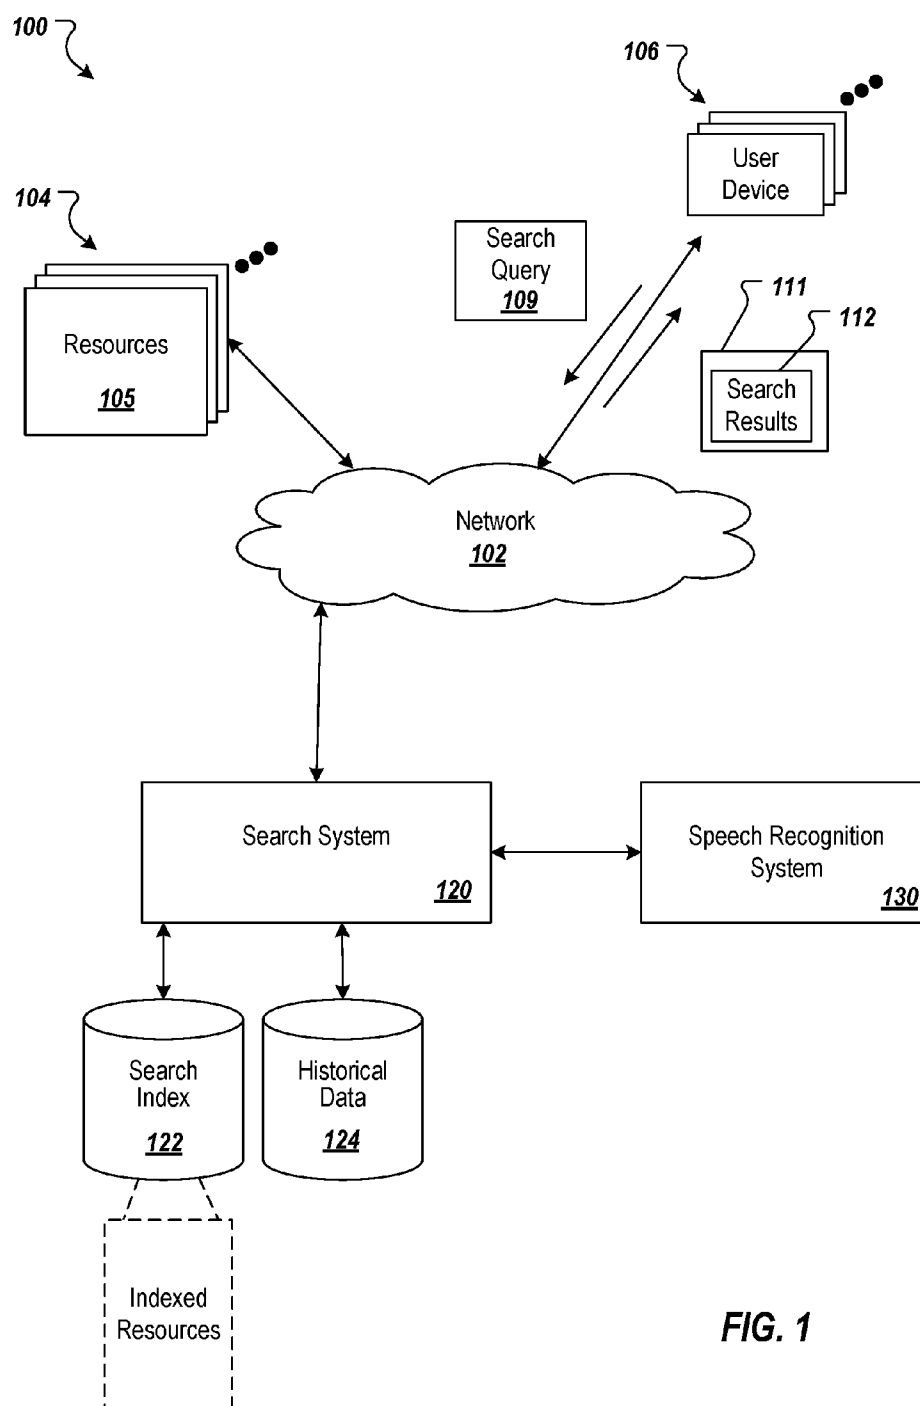 100
106
User
Device
104
Search
Query
109
111
112
Resources
105
Search
Results
Network
102
Search System
120
Speech Recognition
System
130
Search
Index
122
Historical
Data
124
Indexed
Resources
FIG. 1